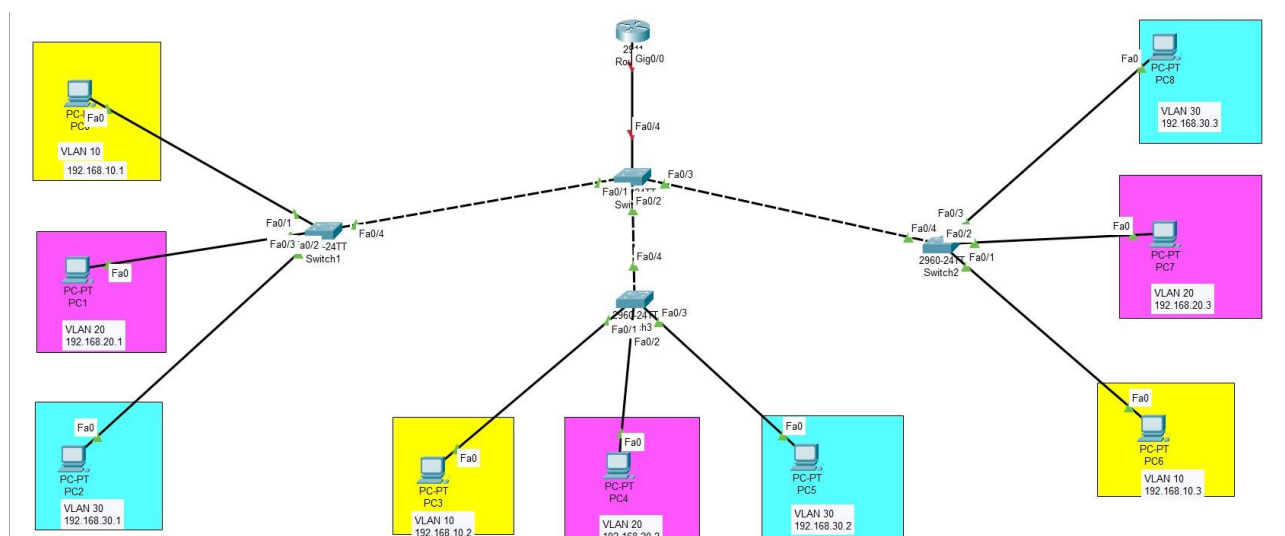 Gig0/0
Fa0/4
Fa0/1
Fa0/2
Fa0/3
Fa0
VLAN 10
192.168.10.1
Fa0/1
Fa0/3
Fa0/4
-24TT
Switch1
Fa0
PC-PT
PC1
VLAN 20
192.168.20.1
Fa0
PC-PT
PC2
VLAN 30
192.168.30.1
Fa0/4
Fa0/3
Fa0/1
Fa0/2
Fa0
PC-PT
PC3
VLAN 10
192.168.10.2
Fa0
PC-PT
PC4
VLAN 20
Fa0
PC-PT
PC5
VLAN 30
192.168.30.2
Fa0/3
Fa0/4
Fa0/2
Fa0/1
Switch2
Fa0
PC-PT
PC8
VLAN 30
192.168.30.3
Fa0
PC-PT
PC7
VLAN 20
192.168.20.3
Fa0
PC-PT
PC6
VLAN 10
192.168.10.3